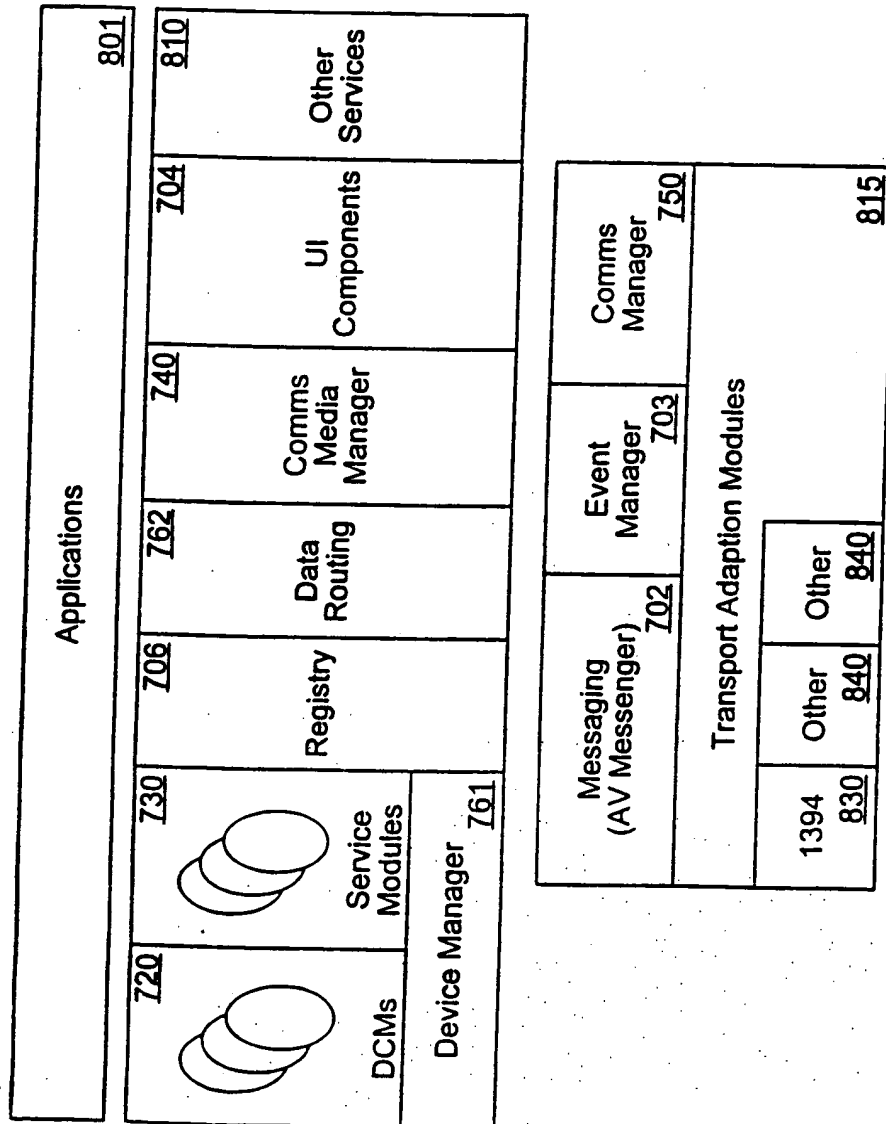 Applications
801
720
DCMs
730
Service
Modules
Device Manager
761
706
Registry
762
Data
Routing
740
Comms
Media
Manager
704
UI
Components
810
Other
Services
Messaging
(AV Messenger)
702
Event
Manager
703
Comms
Manager
750
Transport Adaption Modules
815
1394
830
Other
840
Other
840